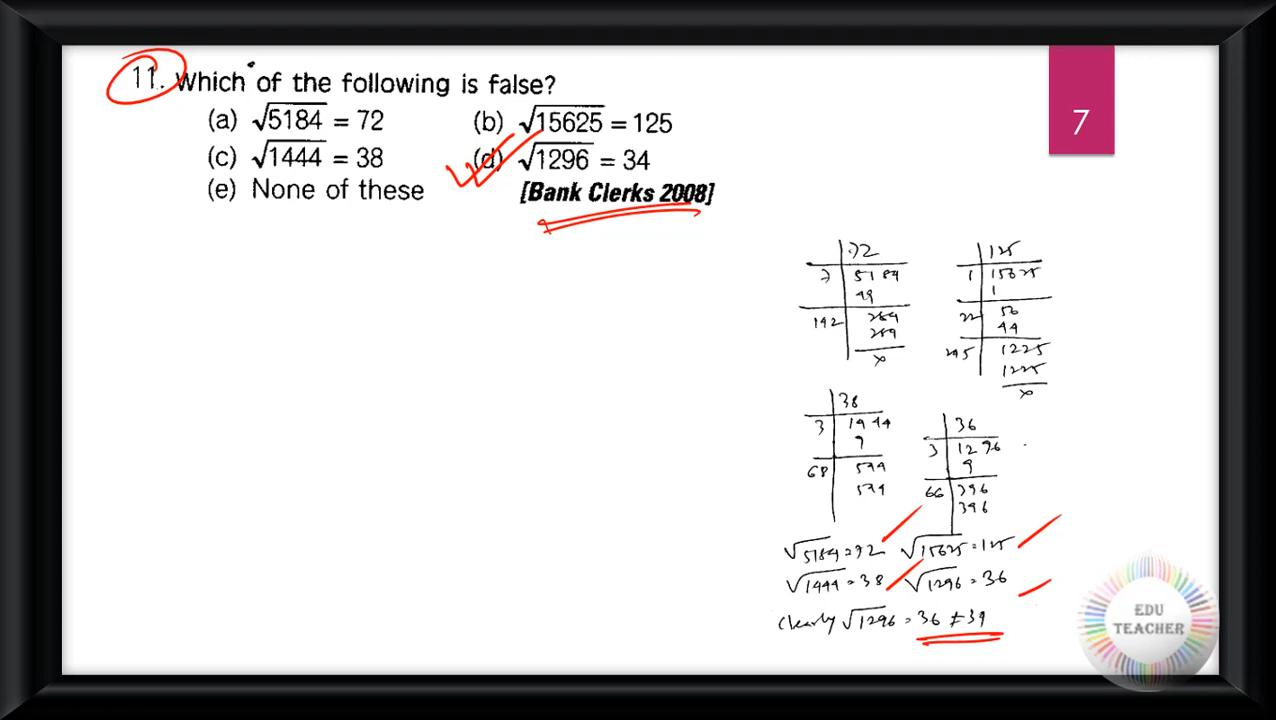 11. Which of the following is false?
(a) √5184 = 72 (b) √15625 = 125
(c) √1444 = 38 (d) √1296 = 34
(e) None of these [Bank Clerks 2008]
7
72
7 5184
49
142 284
284
x
125
1 15625
1
22 56
44
245 1225
1225
x
38
3 1444
9
68 544
544
36
3 1296
9
66 396
396
√5184 = 72 √15625 = 125
√1444 = 38 √1296 = 36
clearly √1296 = 36 ≠ 34
EDU
TEACHER